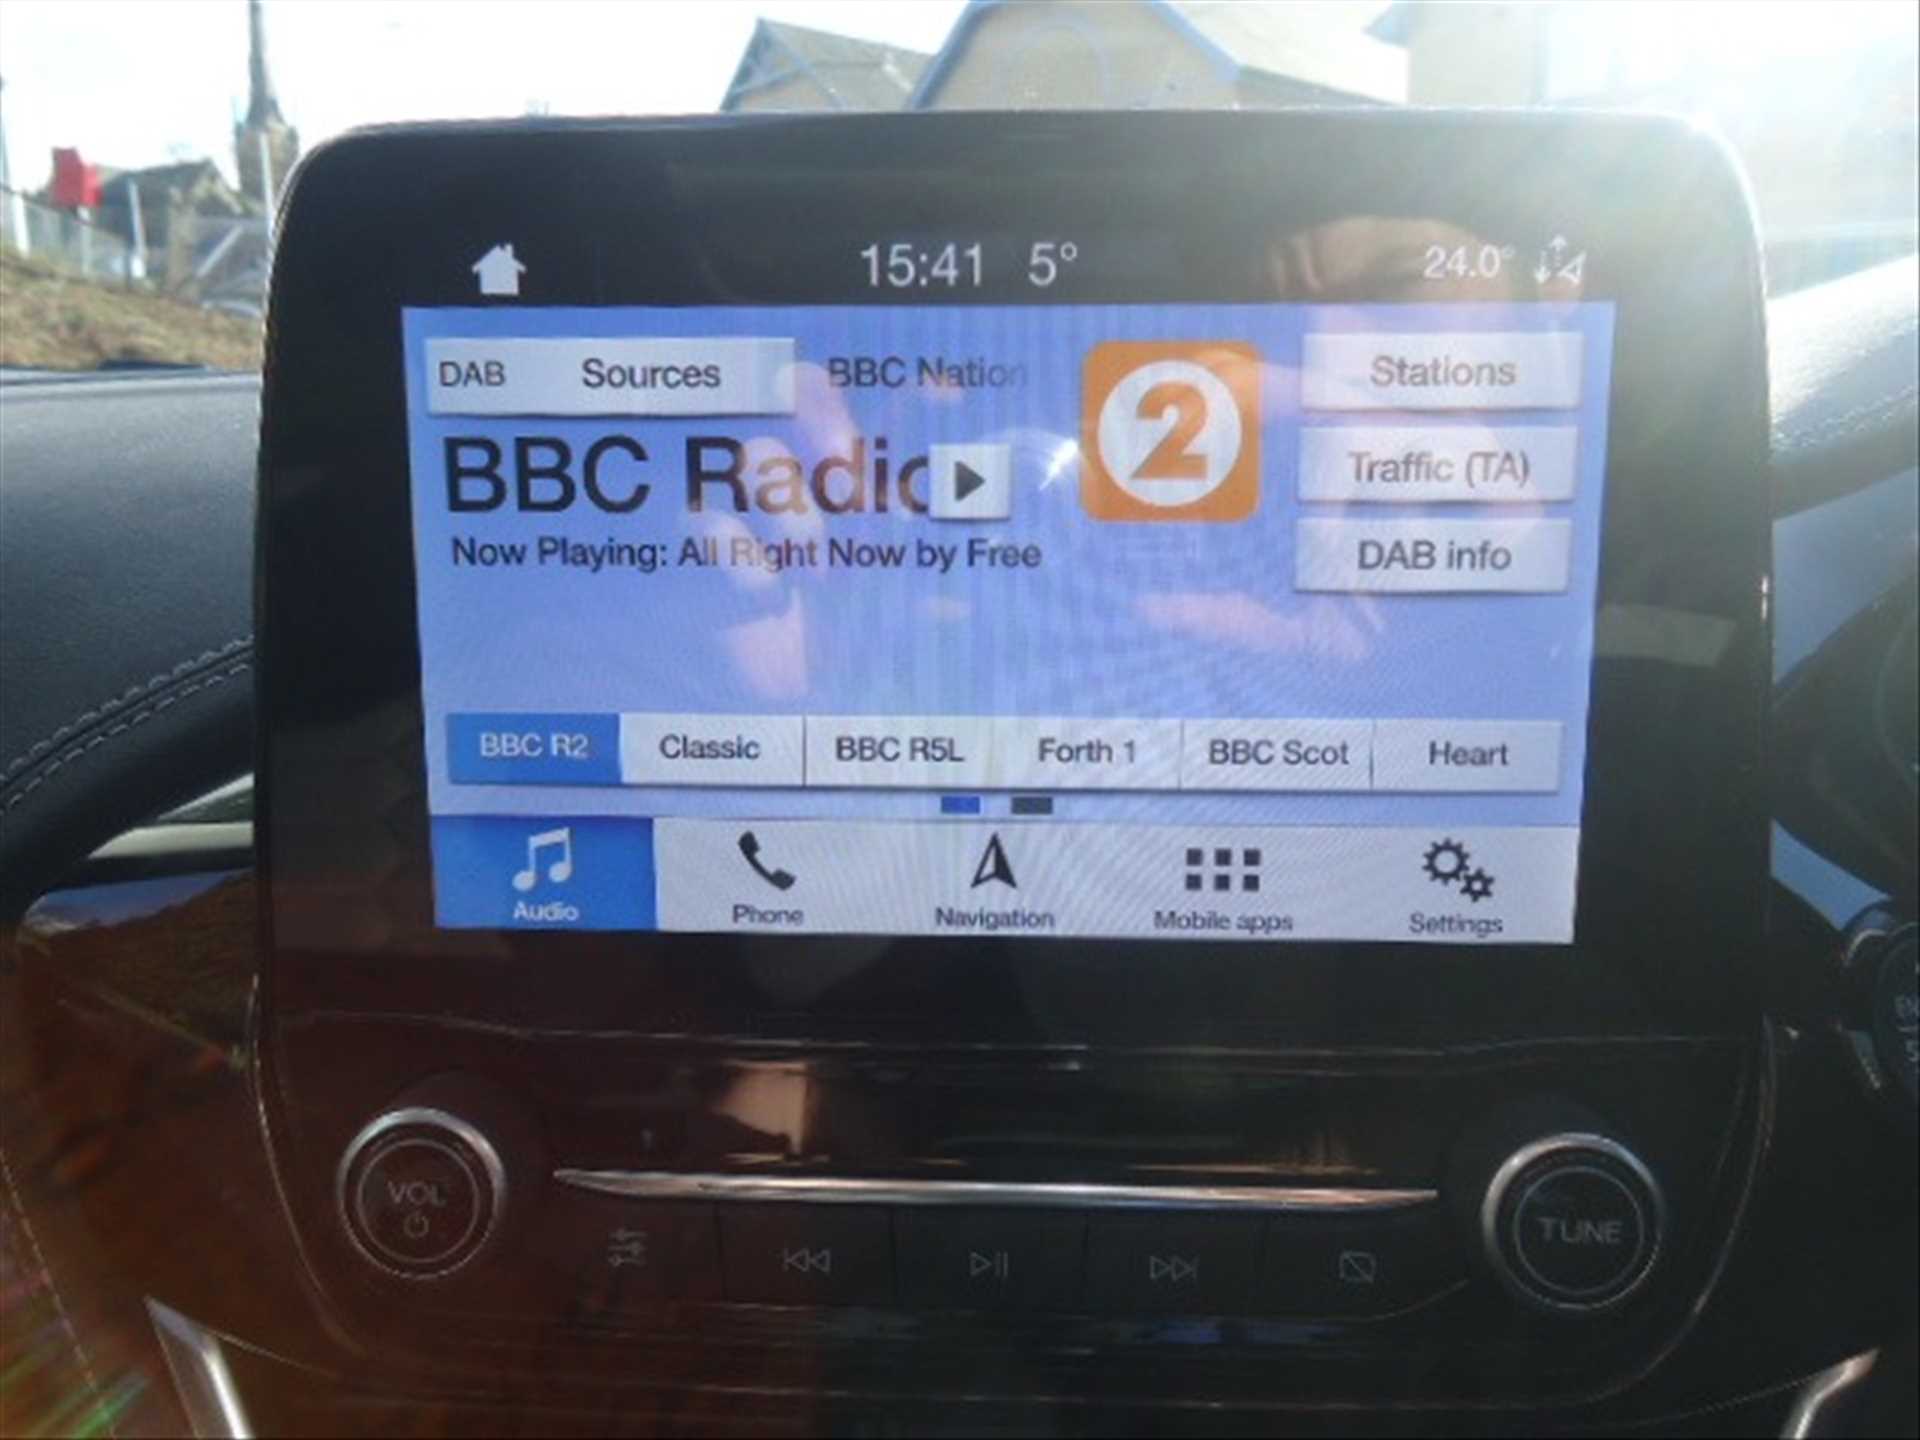 15:41 5° 24.0°
DAB Sources BBC Nation 2 Stations
BBC Radio Traffic (TA)
Now Playing: All Right Now by Free DAB info
BBC R2 Classic BBC R5L Forth 1 BBC Scot Heart
Audio Phone Navigation Mobile apps Settings
VOL TUNE